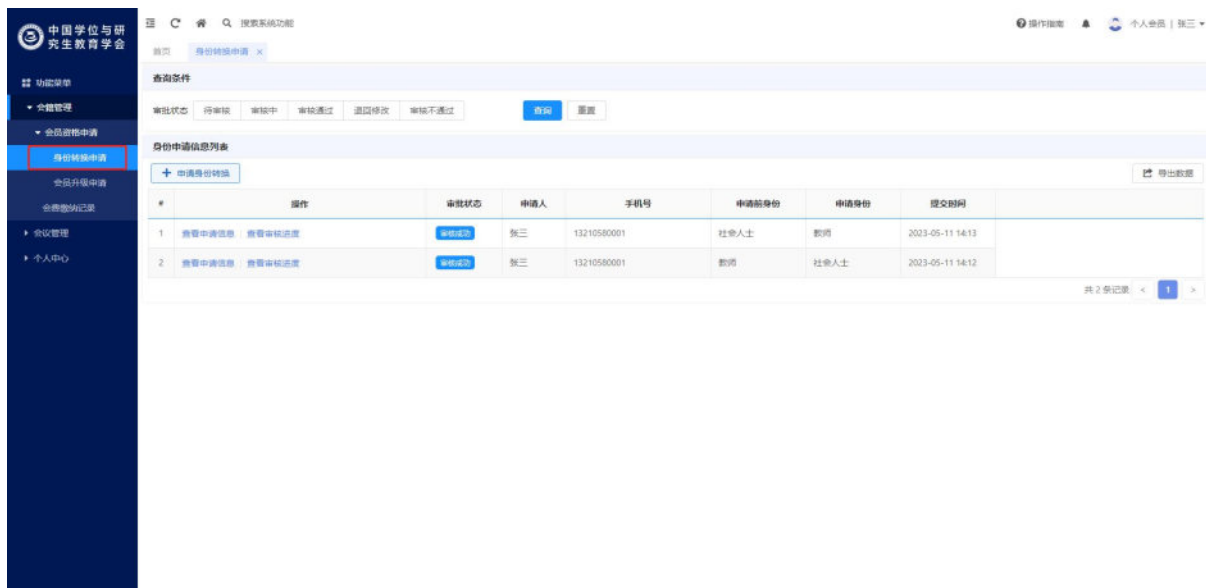 中国学位与研
究生教育学会
搜索系统功能
操作指南
个人会员 | 张三
首页
身份转换申请 ×
功能菜单
会籍管理
会员资格申请
身份转换申请
会员升级申请
会费缴纳记录
会议管理
个人中心
查询条件
审批状态 待审核 审核中 审核通过 退回修改 审核不通过 查询 重置
身份申请信息列表
+ 申请身份转换
导出数据
# 操作 审批状态 申请人 手机号 申请前身份 申请身份 提交时间
1 查看申请信息 查看审核进度 审核成功 张三 13210580001 社会人士 教师 2023-05-11 14:13
2 查看申请信息 查看审核进度 审核成功 张三 13210580001 教师 社会人士 2023-05-11 14:12
共 2 条记录 < 1 >